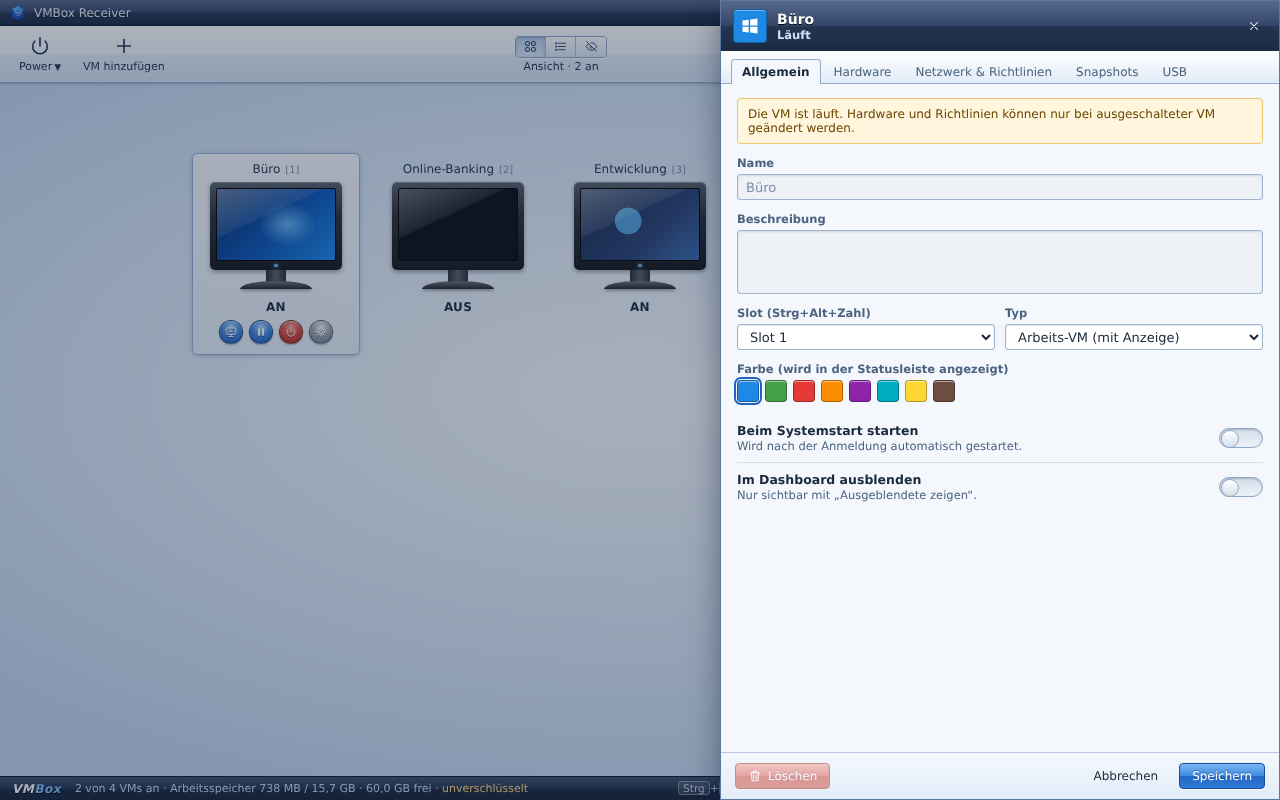 VMBox Receiver
Power ▾
VM hinzufügen
Ansicht · 2 an
Büro [1]
Online-Banking [2]
Entwicklung [3]
AN
AUS
AN
VMBox
2 von 4 VMs an · Arbeitsspeicher 738 MB / 15,7 GB · 60,0 GB frei · unverschlüsselt
Strg +
Büro
Läuft
Allgemein
Hardware
Netzwerk & Richtlinien
Snapshots
USB
Die VM ist läuft. Hardware und Richtlinien können nur bei ausgeschalteter VM
geändert werden.
Name
Büro
Beschreibung
Slot (Strg+Alt+Zahl)
Typ
Slot 1
Arbeits-VM (mit Anzeige)
Farbe (wird in der Statusleiste angezeigt)
Beim Systemstart starten
Wird nach der Anmeldung automatisch gestartet.
Im Dashboard ausblenden
Nur sichtbar mit „Ausgeblendete zeigen“.
Löschen
Abbrechen
Speichern